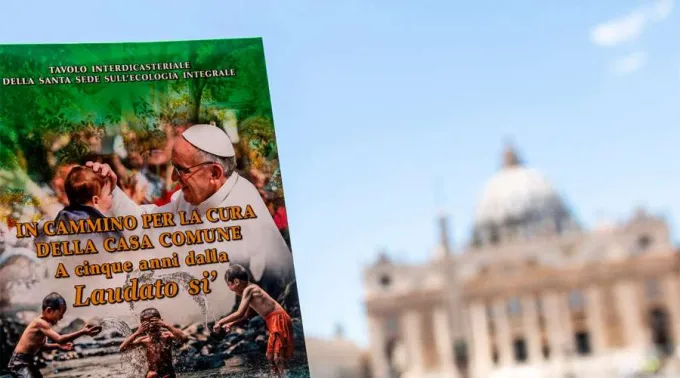 TAVOLO INTERDICASTERIALE
DELLA SANTA SEDE SULL'ECOLOGIA INTEGRALE
IN CAMMINO PER LA CURA
DELLA CASA COMUNE
A cinque anni dalla
Laudato si'